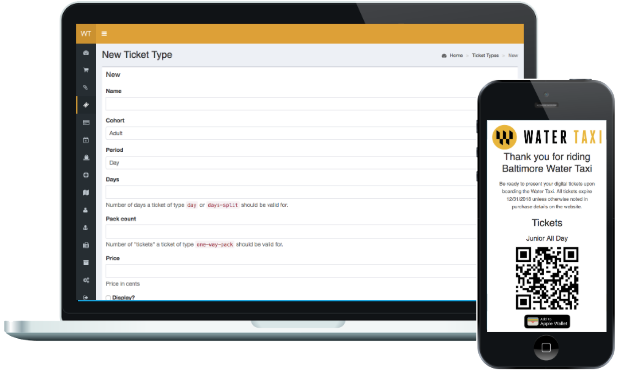 WT
New Ticket Type
Home
Ticket Types
New
New
Name
Cohort
Adult
Period
Day
Days
Number of days a ticket of type day or days-split should be valid for.
Pack count
Number of "tickets" a ticket of type one-way-pack should be valid for.
Price
Price in cents
Display?
WATER TAXI
Thank you for riding
Baltimore Water Taxi
Be ready to present your digital tickets upon
boarding the Water Taxi. All tickets expire
12/31/2018 unless otherwise noted in
purchase details on the website.
Tickets
Junior All Day
Add to
Apple Wallet